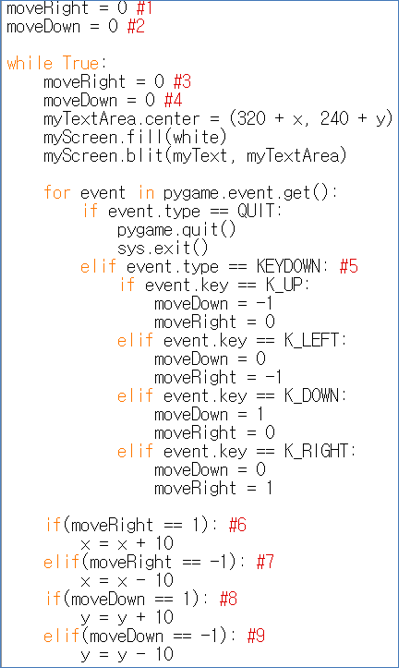 moveRight = 0 #1
moveDown = 0 #2
while True:
moveRight = 0 #3
moveDown = 0 #4
myTextArea.center = (320 + x, 240 + y)
myScreen.fill(white)
myScreen.blit(myText, myTextArea)
for event in pygame.event.get():
if event.type == QUIT:
pygame.quit()
sys.exit()
elif event.type == KEYDOWN: #5
if event.key == K_UP:
moveDown = -1
moveRight = 0
elif event.key == K_LEFT:
moveDown = 0
moveRight = -1
elif event.key == K_DOWN:
moveDown = 1
moveRight = 0
elif event.key == K_RIGHT:
moveDown = 0
moveRight = 1
if(moveRight == 1): #6
x = x + 10
elif(moveRight == -1): #7
x = x - 10
if(moveDown == 1): #8
y = y + 10
elif(moveDown == -1): #9
y = y - 10